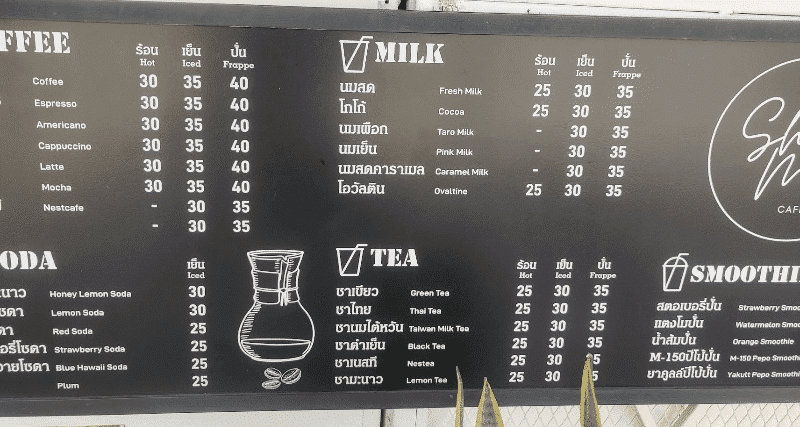 FFEE
ร้อน เย็น ปั่น
Hot Iced Frappe
Coffee 30 35 40
Espresso 30 35 40
Americano 30 35 40
Cappuccino 30 35 40
Latte 30 35 40
Mocha 30 35 40
Nestcafe - 30 35
- 30 35
ODA
เย็น
Iced
Honey Lemon Soda 30
Lemon Soda 30
Red Soda 25
Strawberry Soda 25
Blue Hawaii Soda 25
Plum 25
MILK
ร้อน เย็น ปั่น
Hot Iced Frappe
นมสด Fresh Milk 25 30 35
โกโก้ Cocoa 25 30 35
นมเผือก Taro Milk - 30 35
นมเย็น Pink Milk - 30 35
นมสดคาราเมล Caramel Milk - 30 35
โอวัลติน Ovaltine 25 30 35
TEA
ร้อน เย็น ปั่น
Hot Iced Frappe
ชาเขียว Green Tea 25 30 35
ชาไทย Thai Tea 25 30 35
ชานมไต้หวัน Taiwan Milk Tea 25 30 35
ชาดำเย็น Black Tea 25 30 35
ชาเนสที Nestea 25 30 5
ชามะนาว Lemon Tea 25 30 5
CAF
SMOOTHI
สตอเบอรี่ปั่น Strawberry Smoo
แตงโมปั่น Watermelon Smoo
น้ำส้มปั่น Orange Smoothie
M-150ปีโป้ปั่น M-150 Pepo Smoothi
ยาคูลล์ปีโป้ปั่น Yakutt Pepo Smoothi